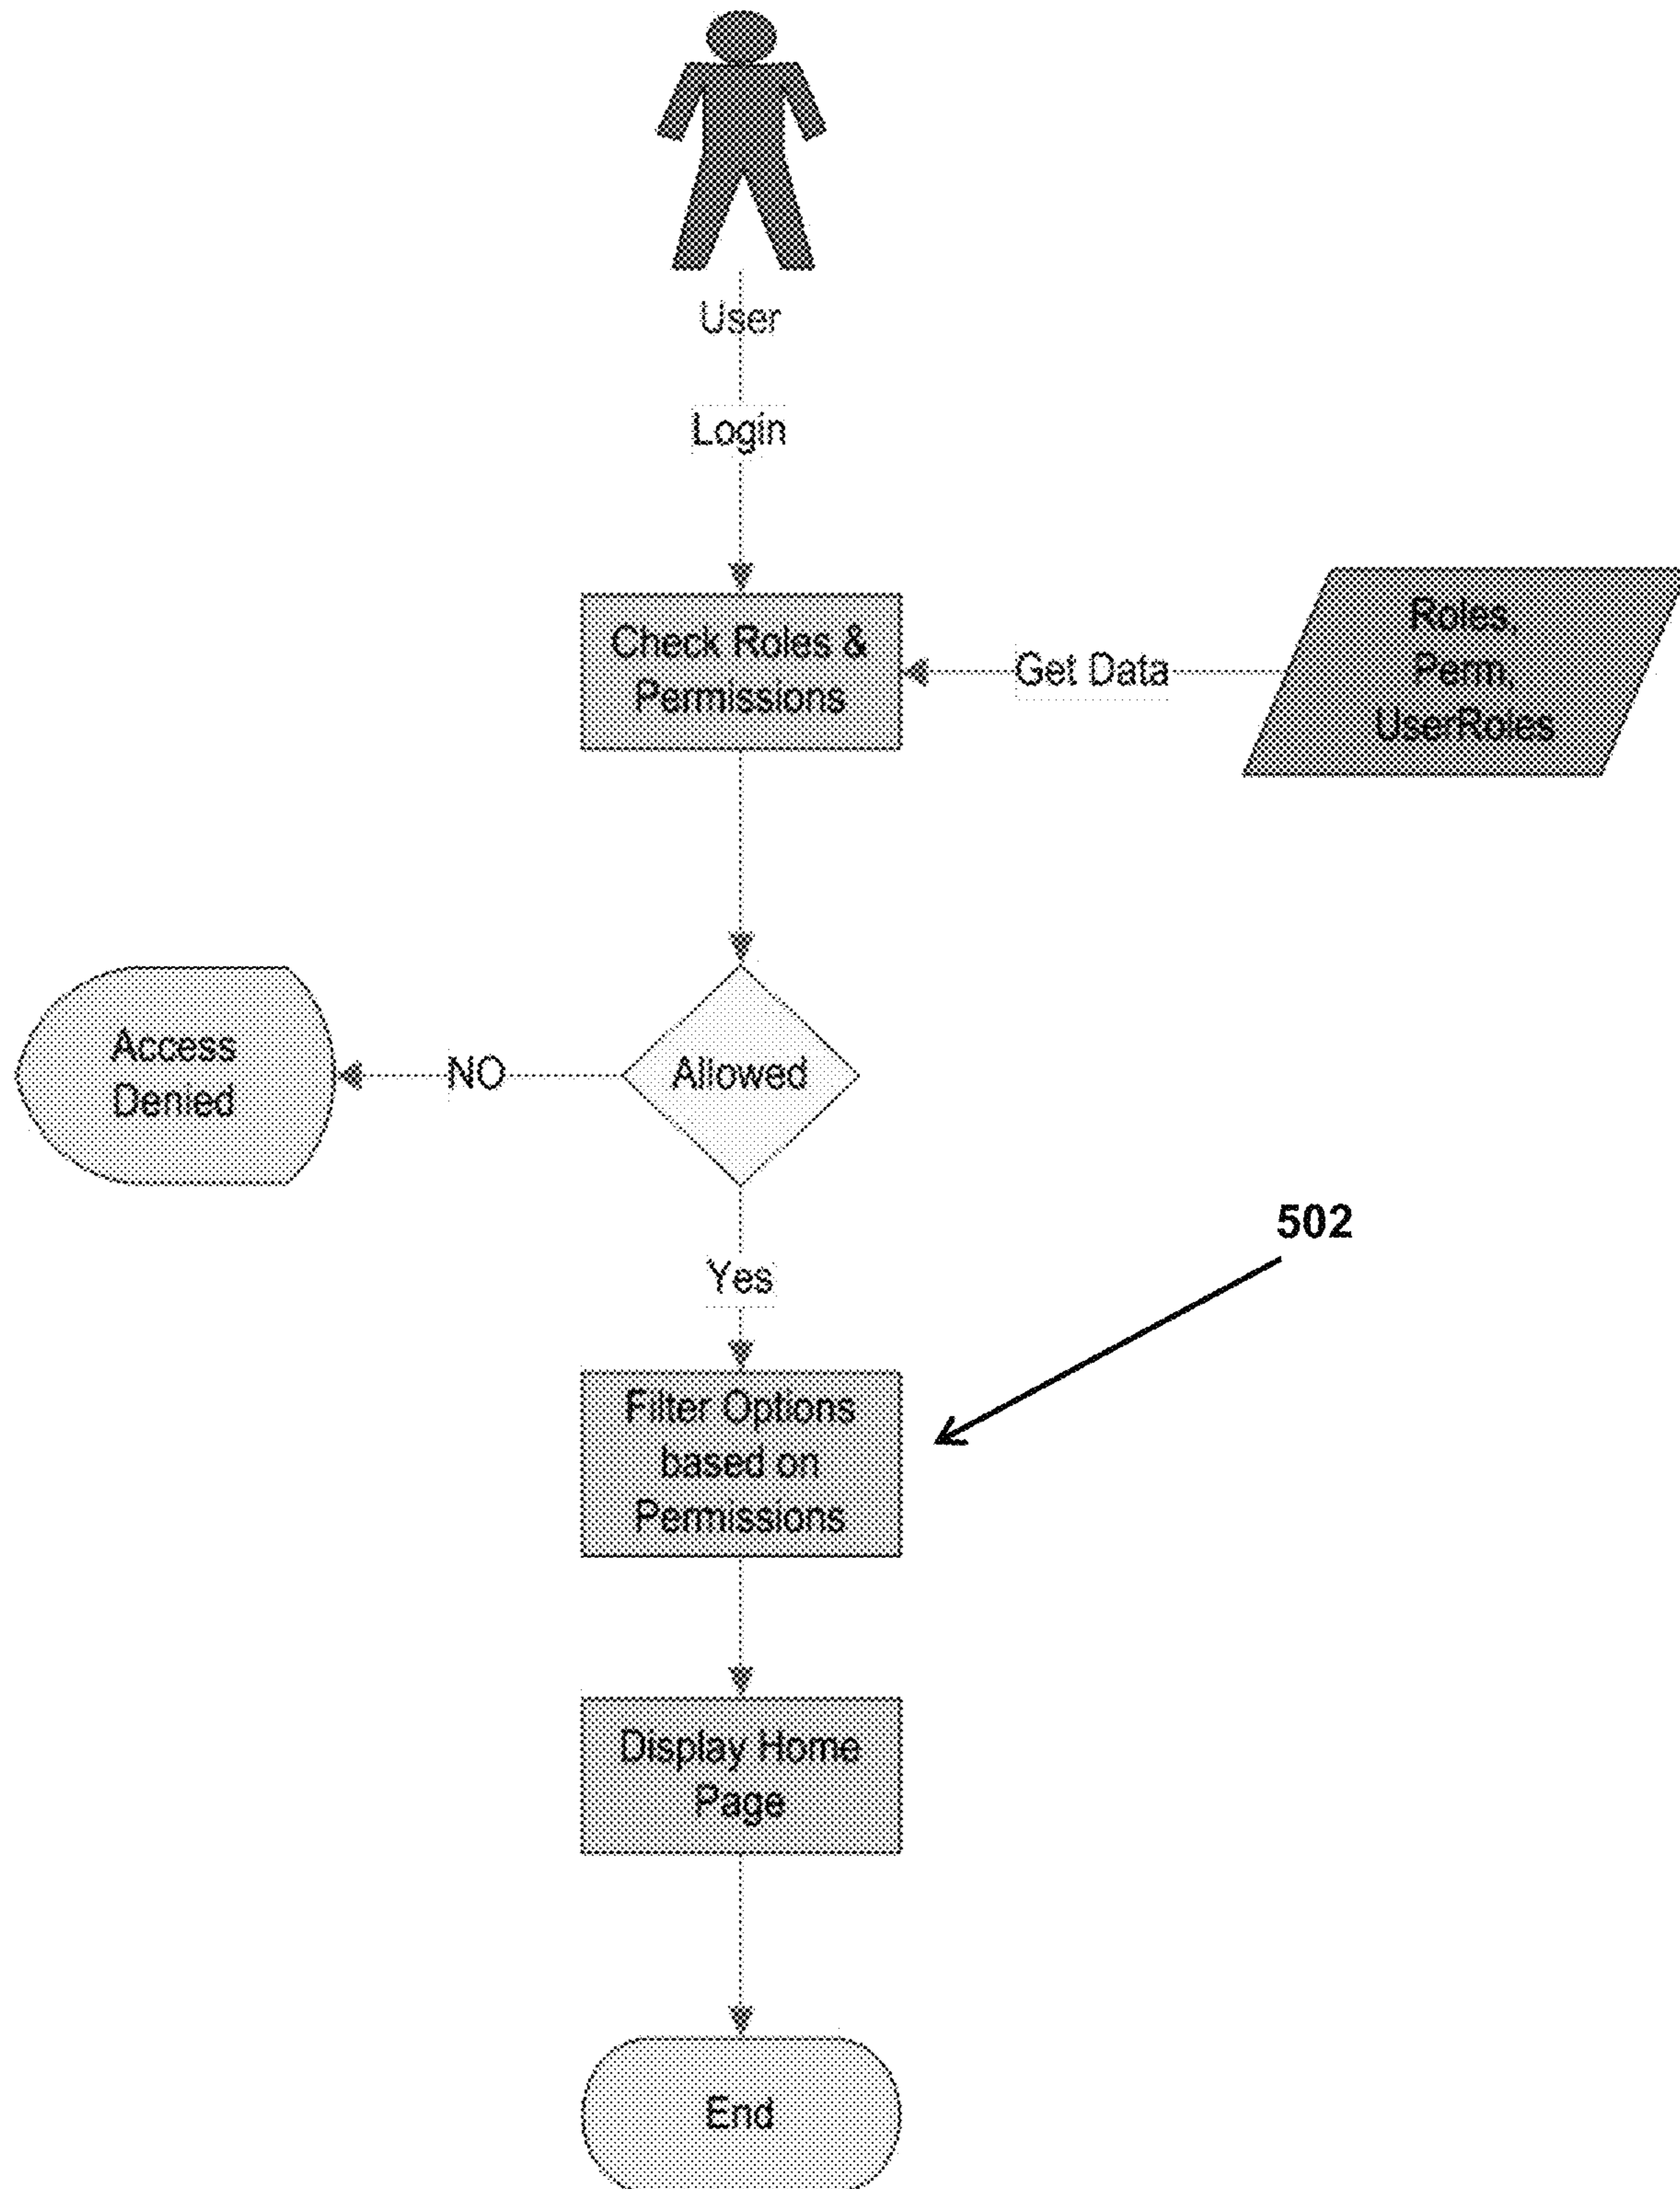 User
Login
Check Roles &
Permissions
Get Data
Roles,
Perm,
UserRoles
Access
Denied
NO
Allowed
502
Yes
Filter Options
based on
Permissions
Display Home
Page
End